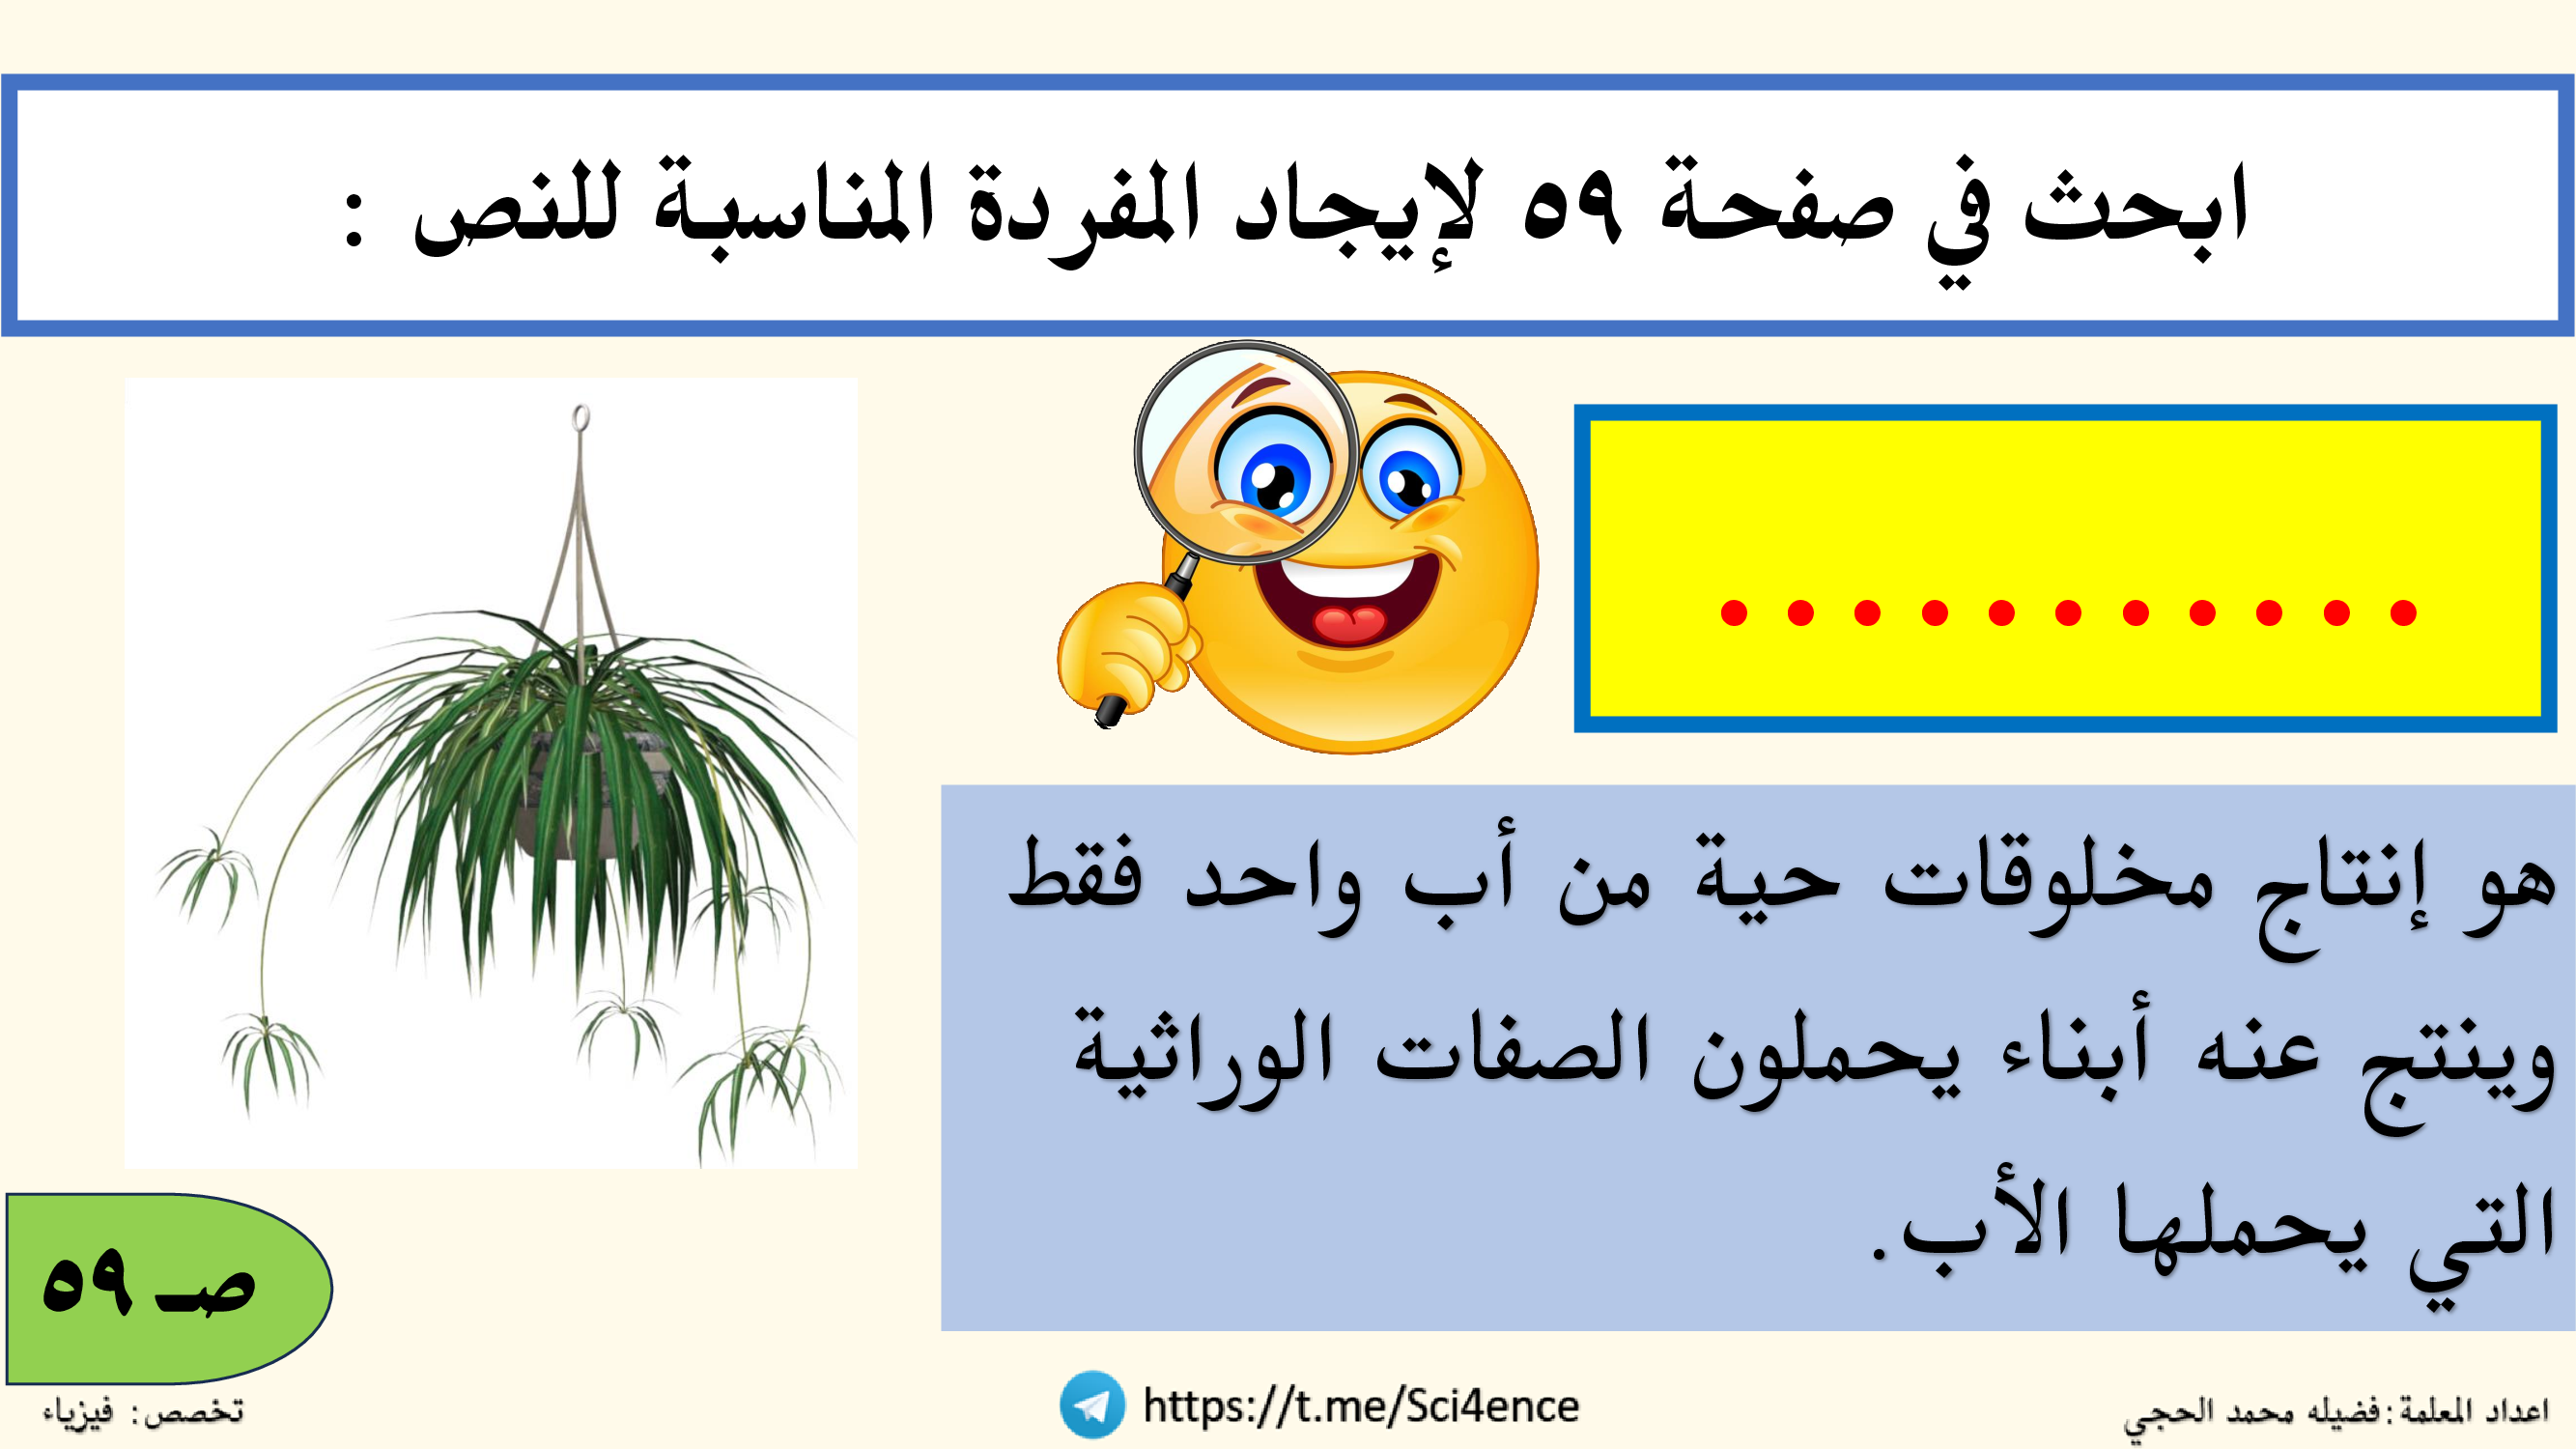 ابحث في صفحة ٥٩ لإيجاد المفردة المناسبة للنص :
...........
هو إنتاج مخلوقات حية من أب واحد فقط
وينتج عنه أبناء يحملون الصفات الوراثية
التي يحملها الأب.
صـ ٥٩
اعداد المعلمة:فضيله محمد الحجي
https://t.me/Sci4ence
تخصص: فيزياء